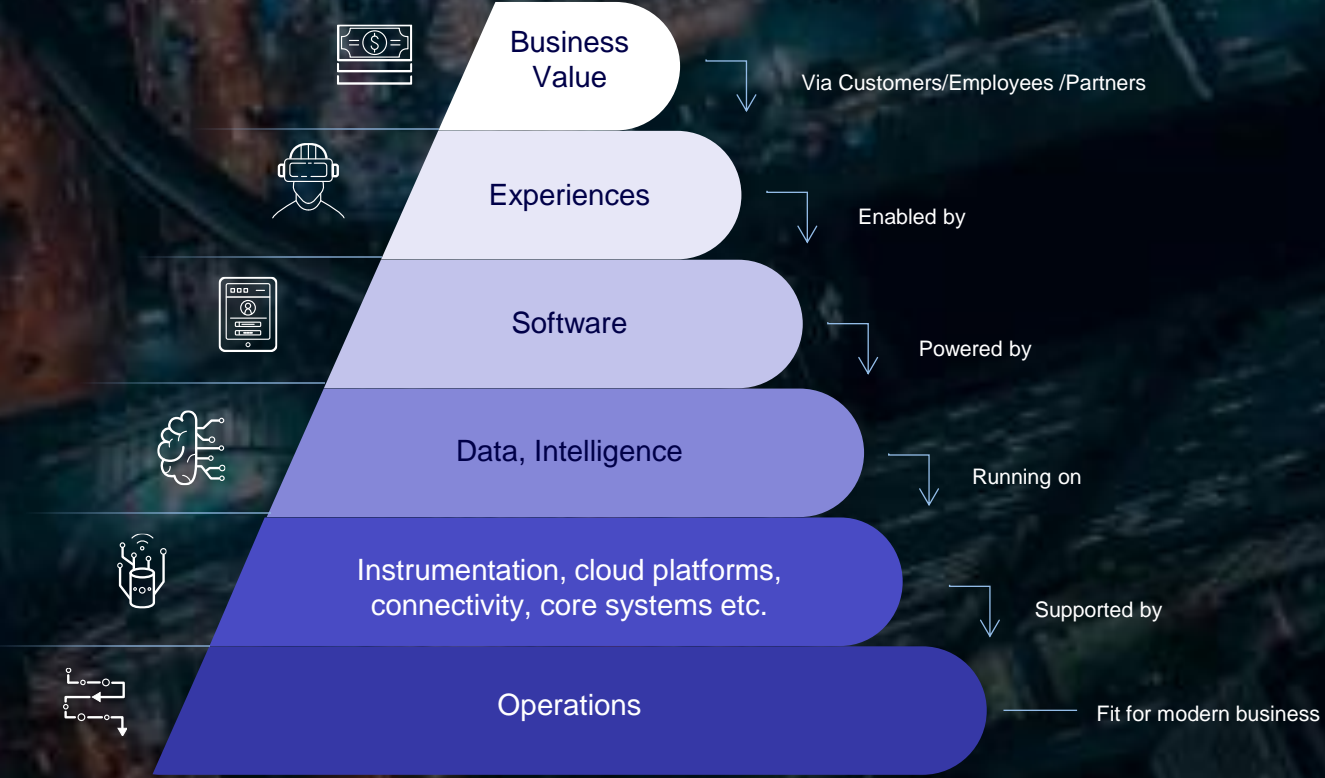 Business
Value
Via Customers/Employees /Partners
Experiences
Enabled by
Software
Powered by
Data, Intelligence
Running on
Instrumentation, cloud platforms,
connectivity, core systems etc.
Supported by
Operations
Fit for modern business